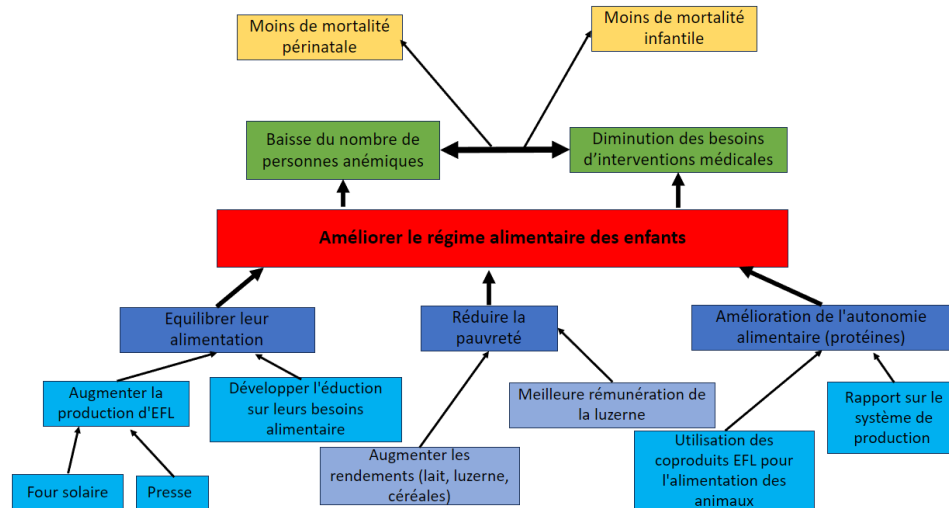 Moins de mortalité
périnatale
Moins de mortalité
infantile
Baisse du nombre de
personnes anémiques
Diminution des besoins
d'interventions médicales
Améliorer le régime alimentaire des enfants
Equilibrer leur
alimentation
Réduire la
pauvreté
Amélioration de l'autonomie
alimentaire (protéines)
Augmenter la
production d'EFL
Développer l'éduction
sur leurs besoins
alimentaire
Meilleure rémunération de
la luzerne
Rapport sur le
système de
production
Augmenter les
rendements (lait, luzerne,
céréales)
Utilisation des
coproduits EFL pour
l'alimentation des
animaux
Four solaire
Presse